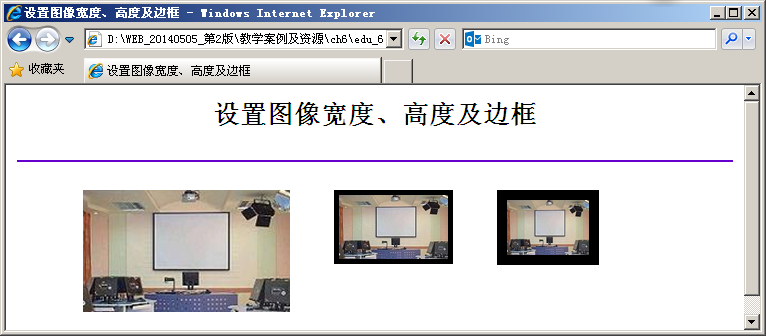 设置图像宽度、高度及边框 - Windows Internet Explorer
D:\WEB_20140505_第2版\教学案例及资源\ch6\edu_6
Bing
收藏夹
设置图像宽度、高度及边框
设置图像宽度、高度及边框